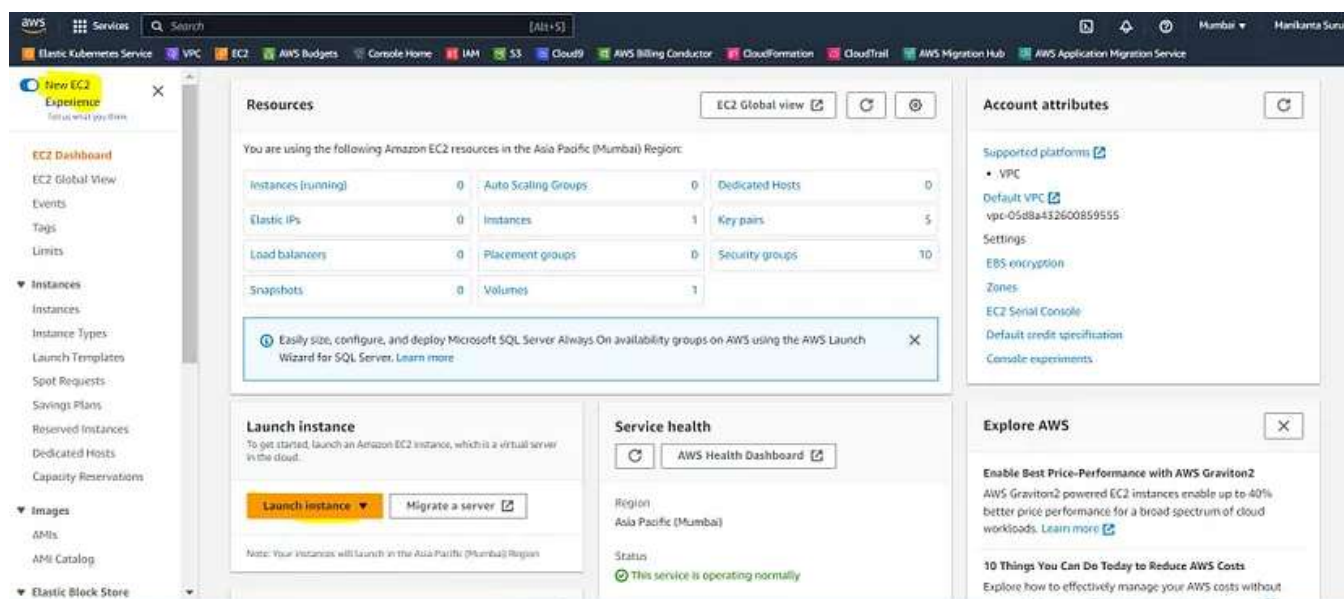 aws
Services
Search
[Alt+S]
Mumbai
Manikanta Suru
Elastic Kubernetes Service
VPC
EC2
AWS Budgets
Console Home
IAM
S3
Cloud9
AWS Billing Conductor
CloudFormation
CloudTrail
AWS Migration Hub
AWS Application Migration Service
New EC2
Experience
Tell us what you think
EC2 Dashboard
EC2 Global View
Events
Tags
Limits
Instances
Instances
Instance Types
Launch Templates
Spot Requests
Savings Plans
Reserved Instances
Dedicated Hosts
Capacity Reservations
Images
AMIs
AMI Catalog
Elastic Block Store
Resources
EC2 Global view
You are using the following Amazon EC2 resources in the Asia Pacific (Mumbai) Region:
Instances (running) 0
Auto Scaling Groups 0
Dedicated Hosts 0
Elastic IPs 0
Instances 1
Key pairs 5
Load balancers 0
Placement groups 0
Security groups 10
Snapshots 0
Volumes 1
Easily size, configure, and deploy Microsoft SQL Server Always On availability groups on AWS using the AWS Launch
Wizard for SQL Server. Learn more
Launch instance
To get started, launch an Amazon EC2 instance, which is a virtual server
in the cloud.
Launch instance
Migrate a server
Note: Your instances will launch in the Asia Pacific (Mumbai) Region
Service health
AWS Health Dashboard
Region
Asia Pacific (Mumbai)
Status
This service is operating normally
Account attributes
Supported platforms
• VPC
Default VPC
vpc-05d8a432600859555
Settings
EBS encryption
Zones
EC2 Serial Console
Default credit specification
Console experiments
Explore AWS
Enable Best Price-Performance with AWS Graviton2
AWS Graviton2 powered EC2 instances enable up to 40%
better price performance for a broad spectrum of cloud
workloads. Learn more
10 Things You Can Do Today to Reduce AWS Costs
Explore how to effectively manage your AWS costs without